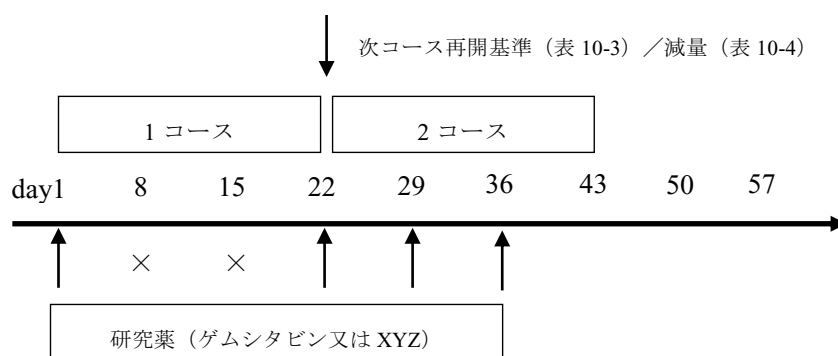 次コース再開基準（表 10-3）／減量（表 10-4）
1 コース 2 コース
day1 8 15 22 29 36 43 50 57
× ×
研究薬（ゲムシタビン又は XYZ）